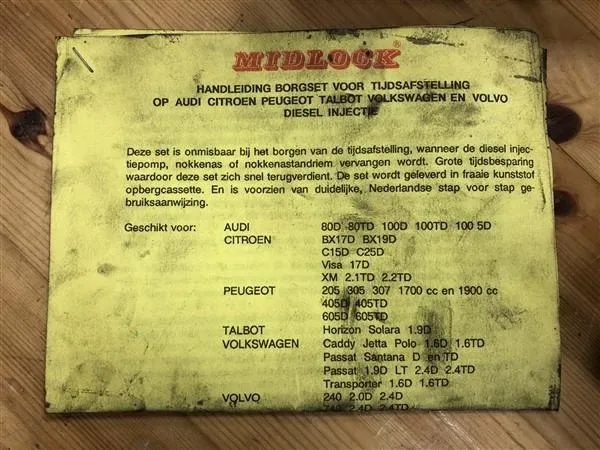 MIDLOCK®
HANDLEIDING BORGSET VOOR TIJDSAFSTELLING
OP AUDI CITROEN PEUGEOT TALBOT VOLKSWAGEN EN VOLVO
DIESEL INJECTIE
Deze set is onmisbaar bij het borgen van de tijdsafstelling, wanneer de diesel injec-
tiepomp, nokkenas of nokkenastandriem vervangen wordt. Grote tijdsbesparing
waardoor deze set zich snel terugverdient. De set wordt geleverd in fraaie kunststof
opbergcassette. En is voorzien van duidelijke, Nederlandse stap voor stap ge-
bruiksaanwijzing.
Geschikt voor: AUDI 80D 80TD 100D 100TD 100 5D
CITROEN BX17D BX19D
C15D C25D
Visa 17D
XM 2.1TD 2.2TD
PEUGEOT 205 305 307 1700 cc en 1900 cc
405D 405TD
605D 605TD
TALBOT Horizon Solara 1.9D
VOLKSWAGEN Caddy Jetta Polo 1.6D 1.6TD
Passat Santana D en TD
Passat 1.9D LT 2.4D 2.4TD
Transporter 1.6D 1.6TD
VOLVO 240 2.0D 2.4D
740 2.4D 2.4TD